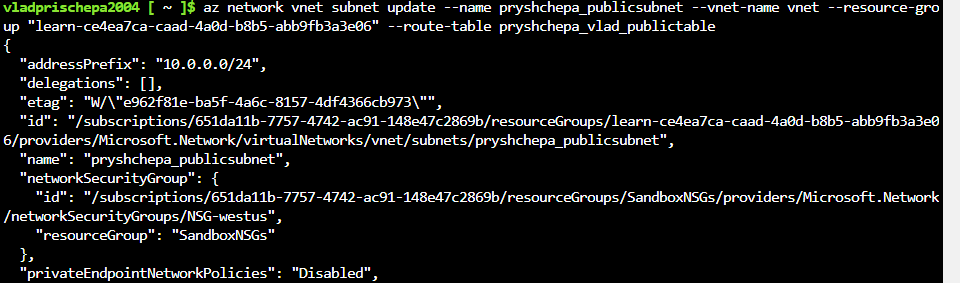 vladprischepa2004 [ ~ ]$ az network vnet subnet update --name pryshchepa_publicsubnet --vnet-name vnet --resource-gro
up "learn-ce4ea7ca-caad-4a0d-b8b5-abb9fb3a3e06" --route-table pryshchepa_vlad_publictable
{
  "addressPrefix": "10.0.0.0/24",
  "delegations": [],
  "etag": "W/\"e962f81e-ba5f-4a6c-8157-4df4366cb973\"",
  "id": "/subscriptions/651da11b-7757-4742-ac91-148e47c2869b/resourceGroups/learn-ce4ea7ca-caad-4a0d-b8b5-abb9fb3a3e0
6/providers/Microsoft.Network/virtualNetworks/vnet/subnets/pryshchepa_publicsubnet",
  "name": "pryshchepa_publicsubnet",
  "networkSecurityGroup": {
    "id": "/subscriptions/651da11b-7757-4742-ac91-148e47c2869b/resourceGroups/SandboxNSGs/providers/Microsoft.Network
/networkSecurityGroups/NSG-westus",
    "resourceGroup": "SandboxNSGs"
  },
  "privateEndpointNetworkPolicies": "Disabled",